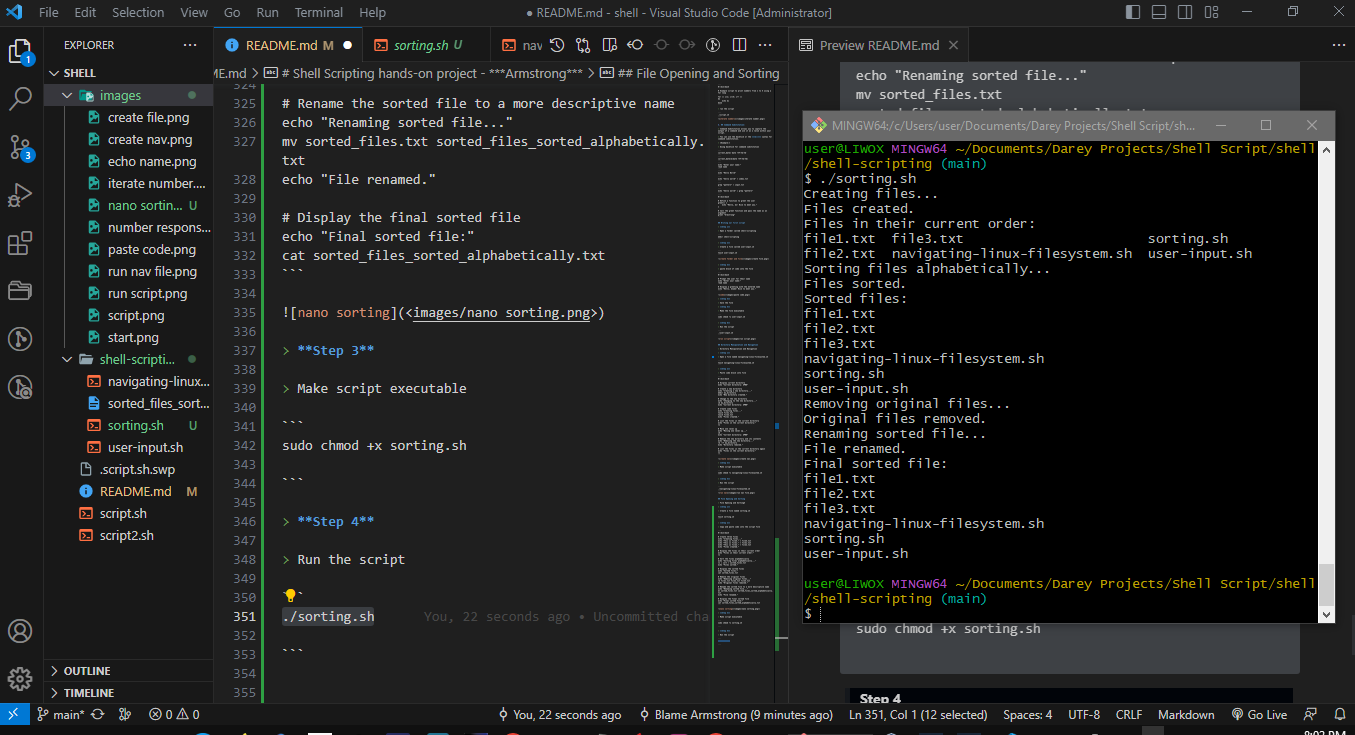 File Edit Selection View Go Run Terminal Help
● README.md - shell - Visual Studio Code [Administrator]
EXPLORER
SHELL
images
create file.png
create nav.png
echo name.png
iterate number....
nano sortin... U
number respons...
paste code.png
run nav file.png
run script.png
script.png
start.png
shell-scripti...
navigating-linux...
sorted_files_sort...
sorting.sh U
user-input.sh
.script.sh.swp
README.md M
script.sh
script2.sh
OUTLINE
TIMELINE
1
3
README.md M ●
sorting.sh U
nav
ME.md > # Shell Scripting hands-on project - ***Armstrong*** > ## File Opening and Sorting
324
325 # Rename the sorted file to a more descriptive name
326 echo "Renaming sorted file..."
327 mv sorted_files.txt sorted_files_sorted_alphabetically.
txt
328 echo "File renamed."
329
330 # Display the final sorted file
331 echo "Final sorted file:"
332 cat sorted_files_sorted_alphabetically.txt
333 ```
334
335 ![nano sorting](<images/nano sorting.png>)
336
337 > **Step 3**
338
339 > Make script executable
340
341 ```
342 sudo chmod +x sorting.sh
343
344 ```
345
346 > **Step 4**
347
348 > Run the script
349
350 `
351 ./sorting.sh You, 22 seconds ago • Uncommitted cha
352
353 ```
354
355
Preview README.md
echo "Renaming sorted file..."
mv sorted_files.txt
MINGW64:/c/Users/user/Documents/Darey Projects/Shell Script/sh...
user@LIWOX MINGW64 ~/Documents/Darey Projects/Shell Script/shell
/shell-scripting (main)
$ ./sorting.sh
Creating files...
Files created.
Files in their current order:
file1.txt file3.txt sorting.sh
file2.txt navigating-linux-filesystem.sh user-input.sh
Sorting files alphabetically...
Files sorted.
Sorted files:
file1.txt
file2.txt
file3.txt
navigating-linux-filesystem.sh
sorting.sh
user-input.sh
Removing original files...
Original files removed.
Renaming sorted file...
File renamed.
Final sorted file:
file1.txt
file2.txt
file3.txt
navigating-linux-filesystem.sh
sorting.sh
user-input.sh
user@LIWOX MINGW64 ~/Documents/Darey Projects/Shell Script/shell
/shell-scripting (main)
$
sudo chmod +x sorting.sh
Step 4
main* 0 0 You, 22 seconds ago Blame Armstrong (9 minutes ago) Ln 351, Col 1 (12 selected) Spaces: 4 UTF-8 CRLF Markdown Go Live